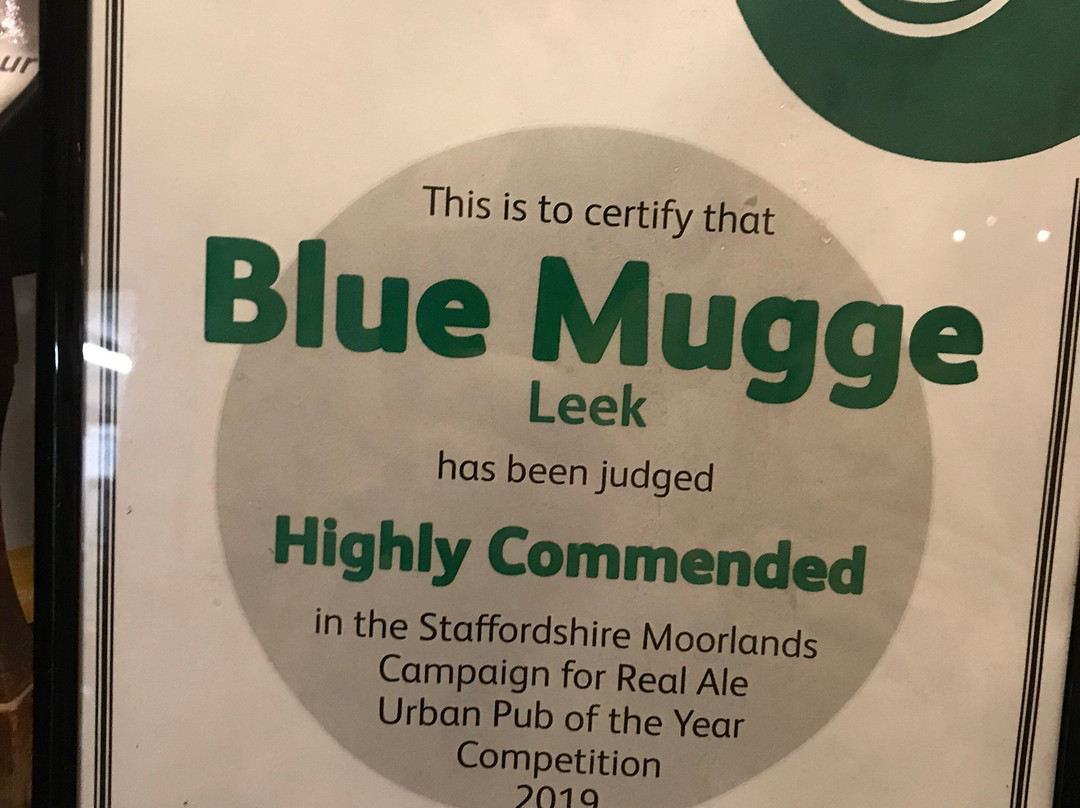 ur
This is to certify that
Blue Mugge
Leek
has been judged
Highly Commended
in the Staffordshire Moorlands
Campaign for Real Ale
Urban Pub of the Year
Competition
2019